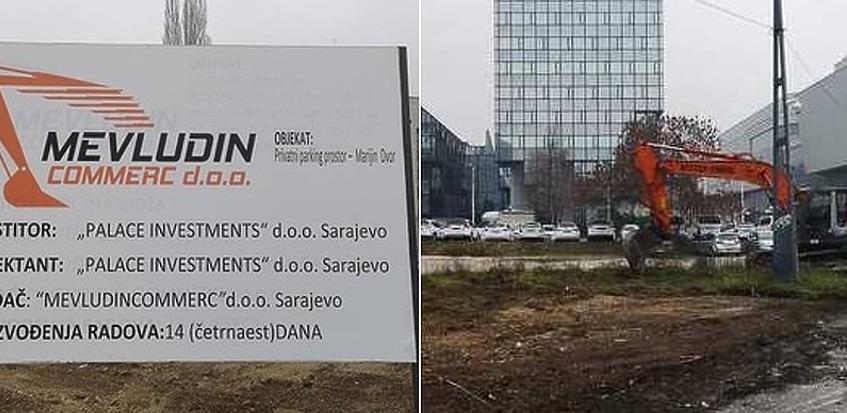 MEVLUDIN
COMMERC d.o.o.
OBJEKAT:
Privatni parking prostor – Marijin Dvor
STITOR: „PALACE INVESTMENTS“ d.o.o. Sarajevo
EKTANT: „PALACE INVESTMENTS“ d.o.o. Sarajevo
ĐAČ: “MEVLUDINCOMMERC”d.o.o. Sarajevo
ZVOĐENJA RADOVA:14 (četrnaest)DANA